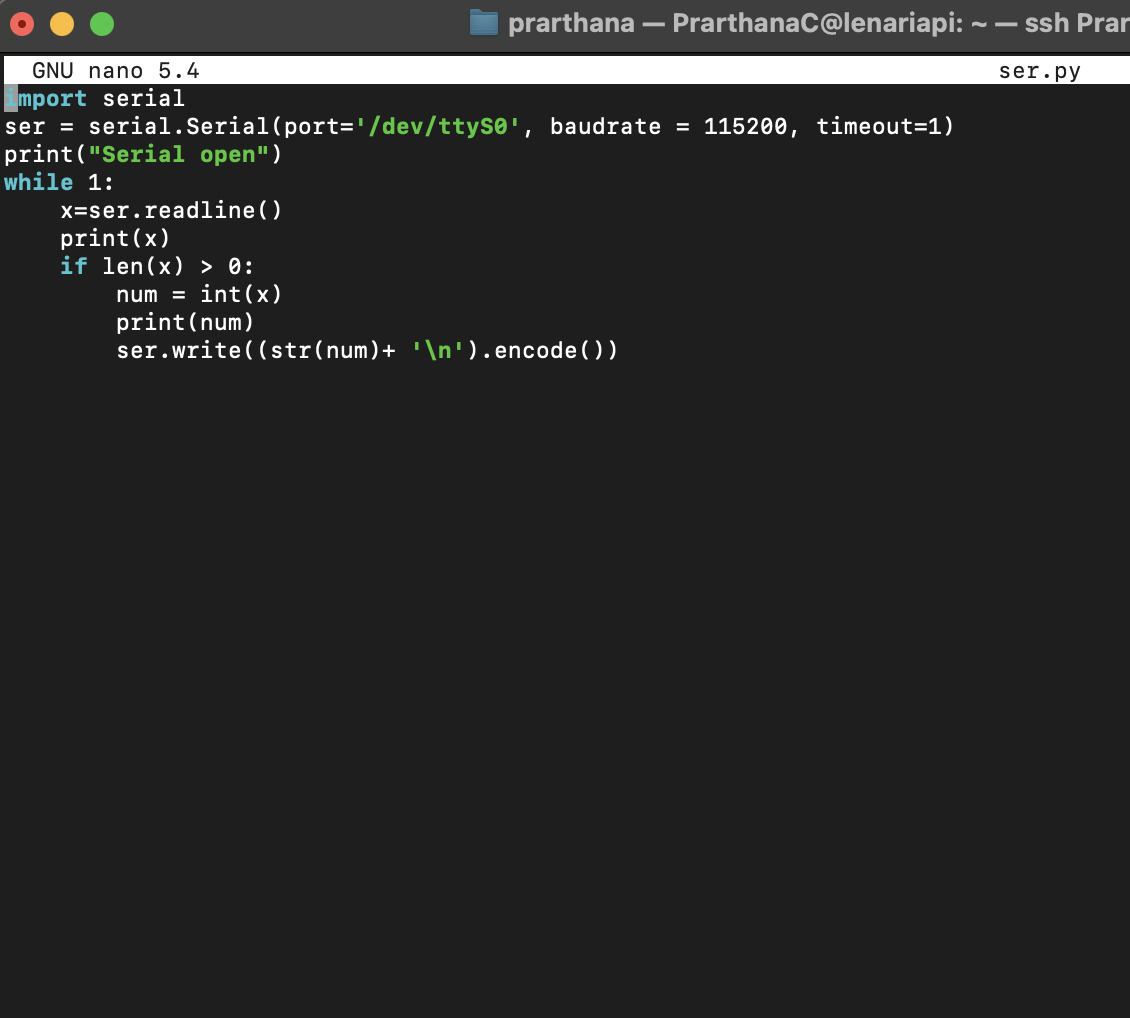 prarthana — PrarthanaC@lenariapi: ~ — ssh Prar
GNU nano 5.4 ser.py
import serial
ser = serial.Serial(port='/dev/ttyS0', baudrate = 115200, timeout=1)
print("Serial open")
while 1:
    x=ser.readline()
    print(x)
    if len(x) > 0:
        num = int(x)
        print(num)
        ser.write((str(num)+ '\n').encode())